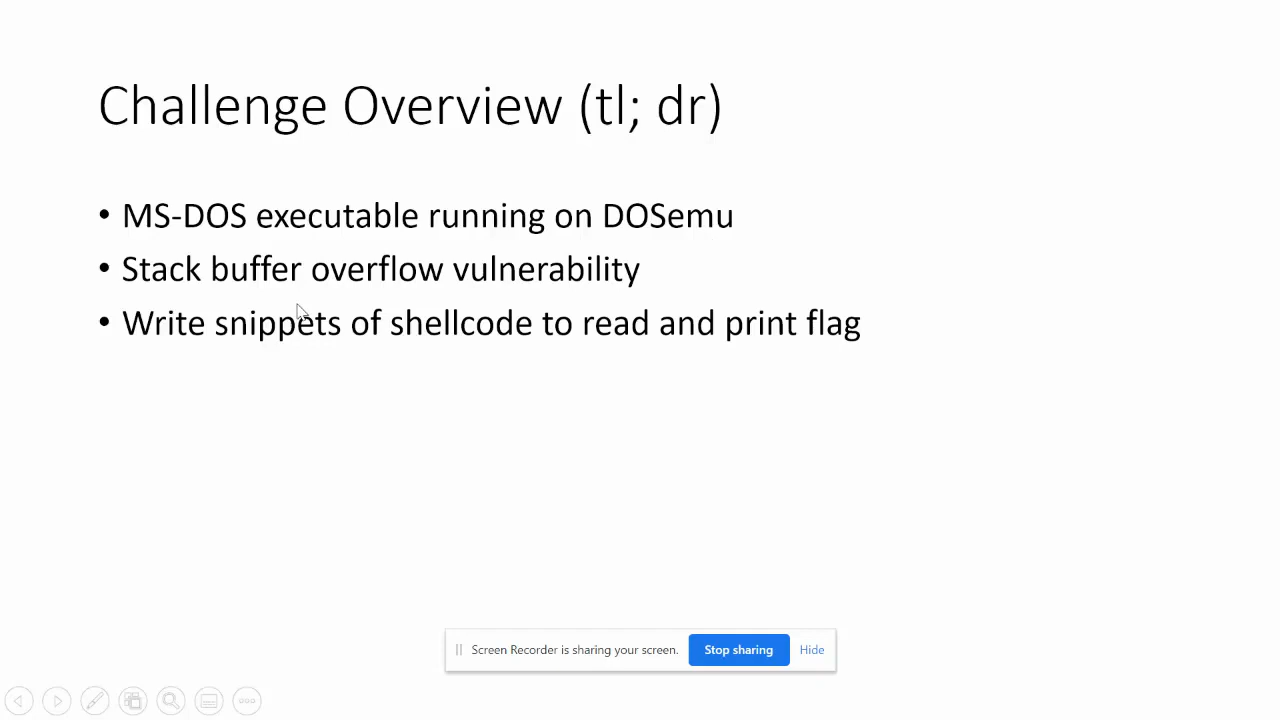 Challenge Overview (tl; dr)
• MS-DOS executable running on DOSemu
• Stack buffer overflow vulnerability
• Write snippets of shellcode to read and print flag
Screen Recorder is sharing your screen. Stop sharing Hide